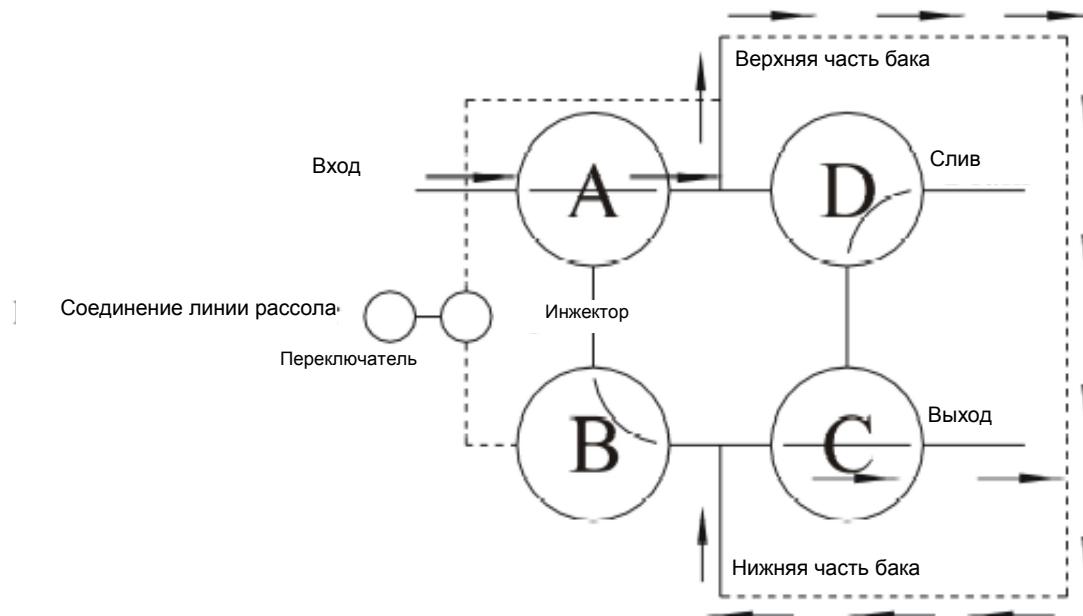 Верхняя часть бака
Вход
A
D
Слив
Соединение линии рассола
Инжектор
Переключатель
B
C
Выход
Нижняя часть бака